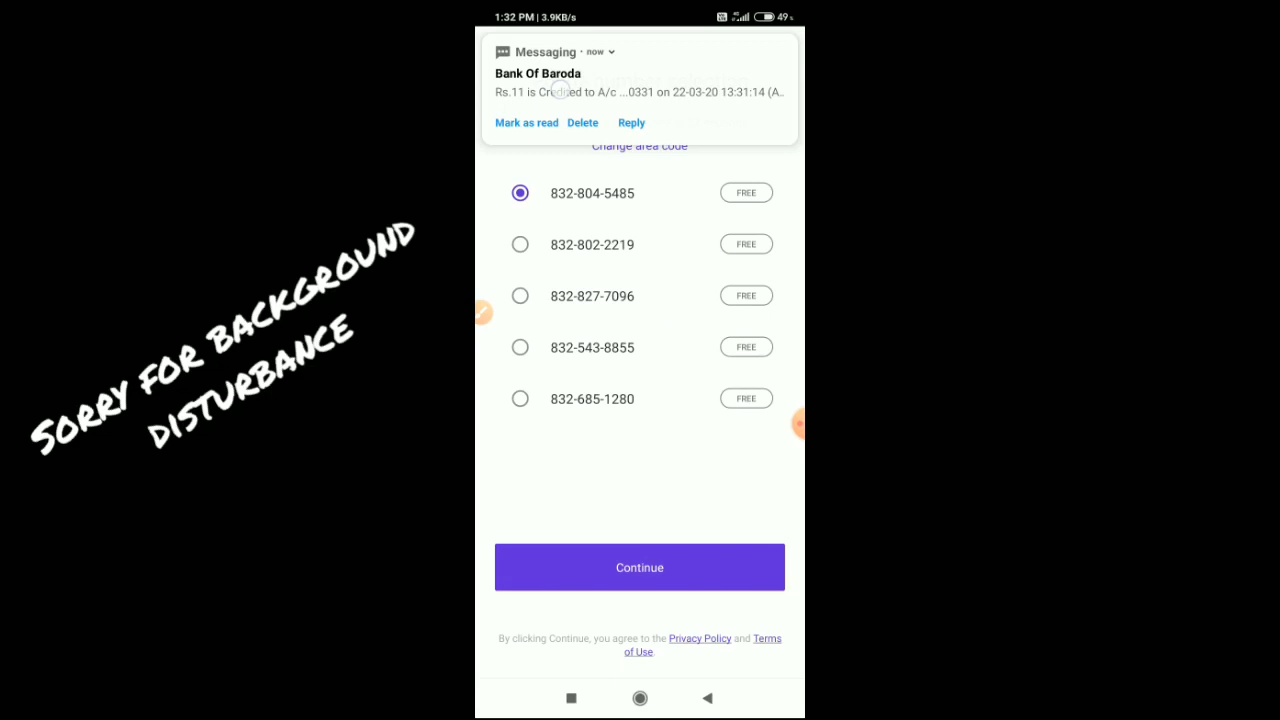 1:32 PM | 3.9KB/s
49
Messaging · now
Bank Of Baroda
Rs.11 is Credited to A/c ...0331 on 22-03-20 13:31:14 (A..
Mark as read Delete Reply
Change area code
832-804-5485 FREE
832-802-2219 FREE
832-827-7096 FREE
832-543-8855 FREE
832-685-1280 FREE
SORRY FOR BACKGROUND
DISTURBANCE
Continue
By clicking Continue, you agree to the Privacy Policy and Terms
of Use.